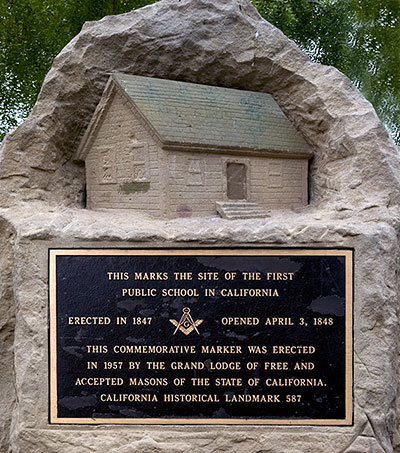 THIS MARKS THE SITE OF THE FIRST
PUBLIC SCHOOL IN CALIFORNIA
ERECTED IN 1847 G OPENED APRIL 3, 1848
THIS COMMEMORATIVE MARKER WAS ERECTED
IN 1957 BY THE GRAND LODGE OF FREE AND
ACCEPTED MASONS OF THE STATE OF CALIFORNIA.
CALIFORNIA HISTORICAL LANDMARK 587